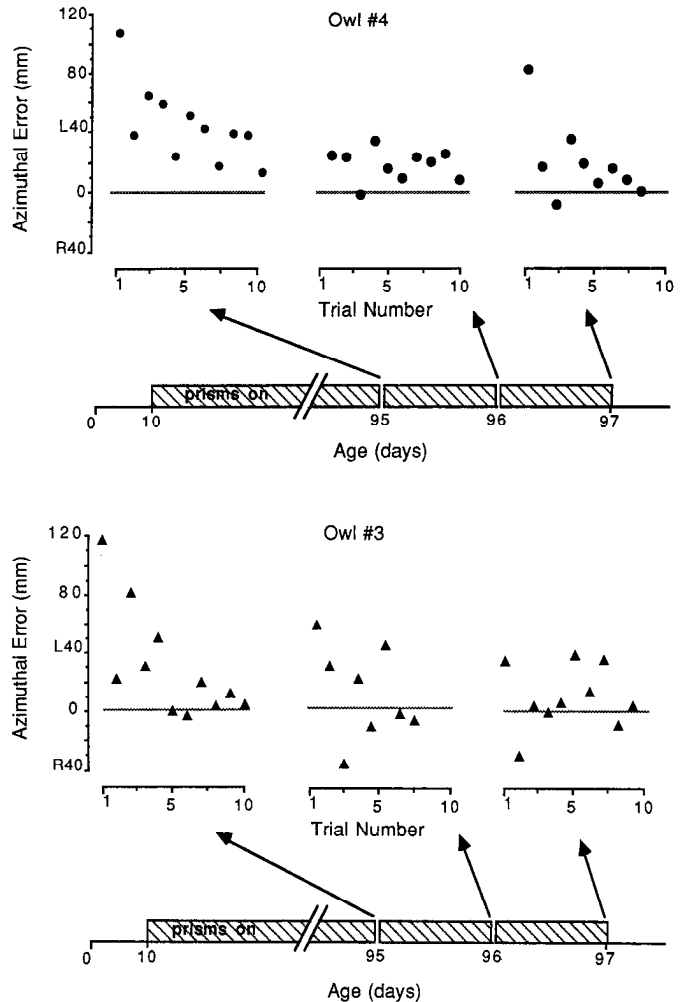 Owl #4
Azimuthal Error (mm)
120
80
L40
0
R40
1 5 10 1 5 10 1 5 10
Trial Number
prisms on
0 10 95 96 97
Age (days)
Owl #3
Azimuthal Error (mm)
120
80
L40
0
R40
1 5 10 1 5 10 1 5 10
Trial Number
prisms on
0 10 95 96 97
Age (days)